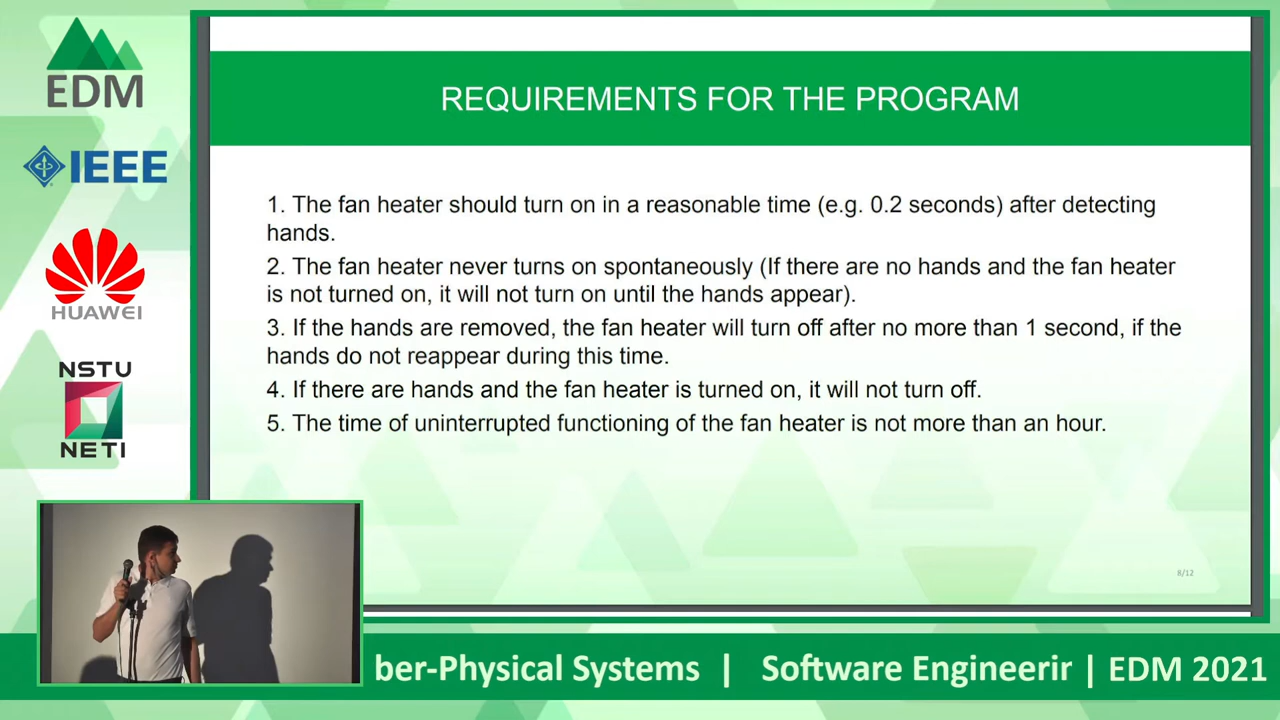 EDM
IEEE
HUAWEI
NSTU
NETI
REQUIREMENTS FOR THE PROGRAM
1. The fan heater should turn on in a reasonable time (e.g. 0.2 seconds) after detecting
hands.
2. The fan heater never turns on spontaneously (If there are no hands and the fan heater
is not turned on, it will not turn on until the hands appear).
3. If the hands are removed, the fan heater will turn off after no more than 1 second, if the
hands do not reappear during this time.
4. If there are hands and the fan heater is turned on, it will not turn off.
5. The time of uninterrupted functioning of the fan heater is not more than an hour.
8/12
ber-Physical Systems | Software Engineerir | EDM 2021